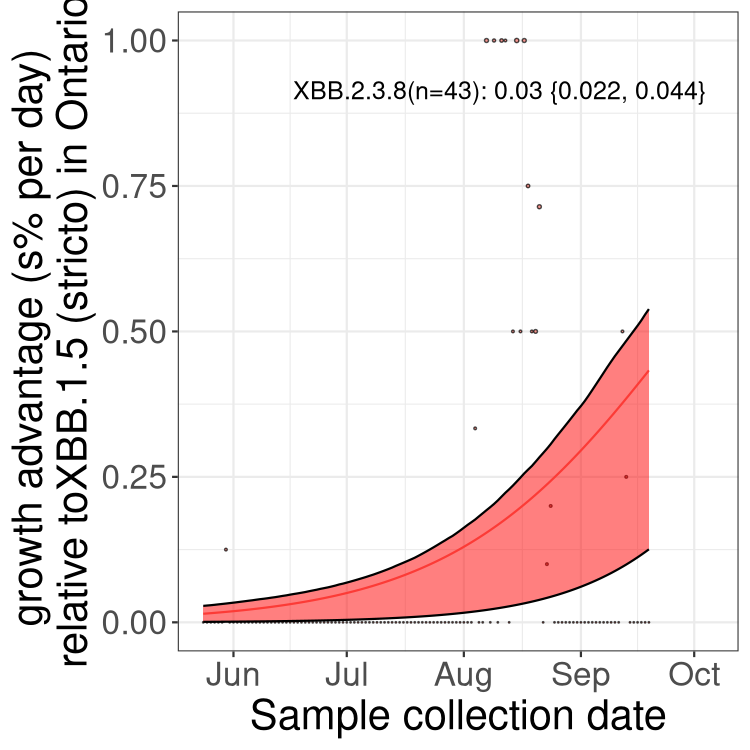 growth advantage (s% per day)
relative toXBB.1.5 (stricto) in Ontario
1.00
XBB.2.3.8(n=43): 0.03 {0.022, 0.044}
0.75
0.50
0.25
0.00
Jun Jul Aug Sep Oct
Sample collection date